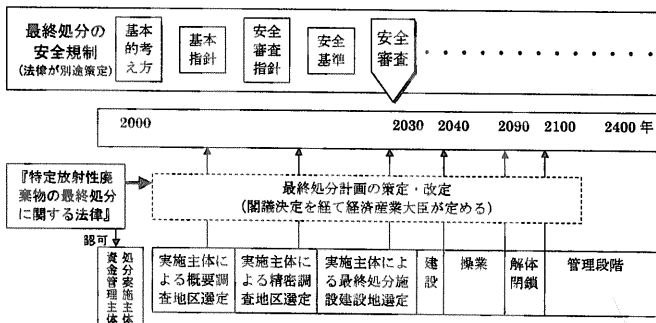 最終処分の
安全規制
(法律が別途策定)
基本
的考
え方
基本
指針
安全
審査
指針
安全
基準
安全
審査
2000
2030
2040
2090
2100
2400 年
『特定放射性廃
棄物の最終処分
に関する法律』
最終処分計画の策定・改定
(閣議決定を経て経済産業大臣が定める)
認可
処分実施主体
資金管理主体
実施主体
による概要調
査地区選定
実施主体
による精密調
査地区選定
実施主体によ
る最終処分施
設建設地選定
建
設
操業
解体
閉鎖
管理段階